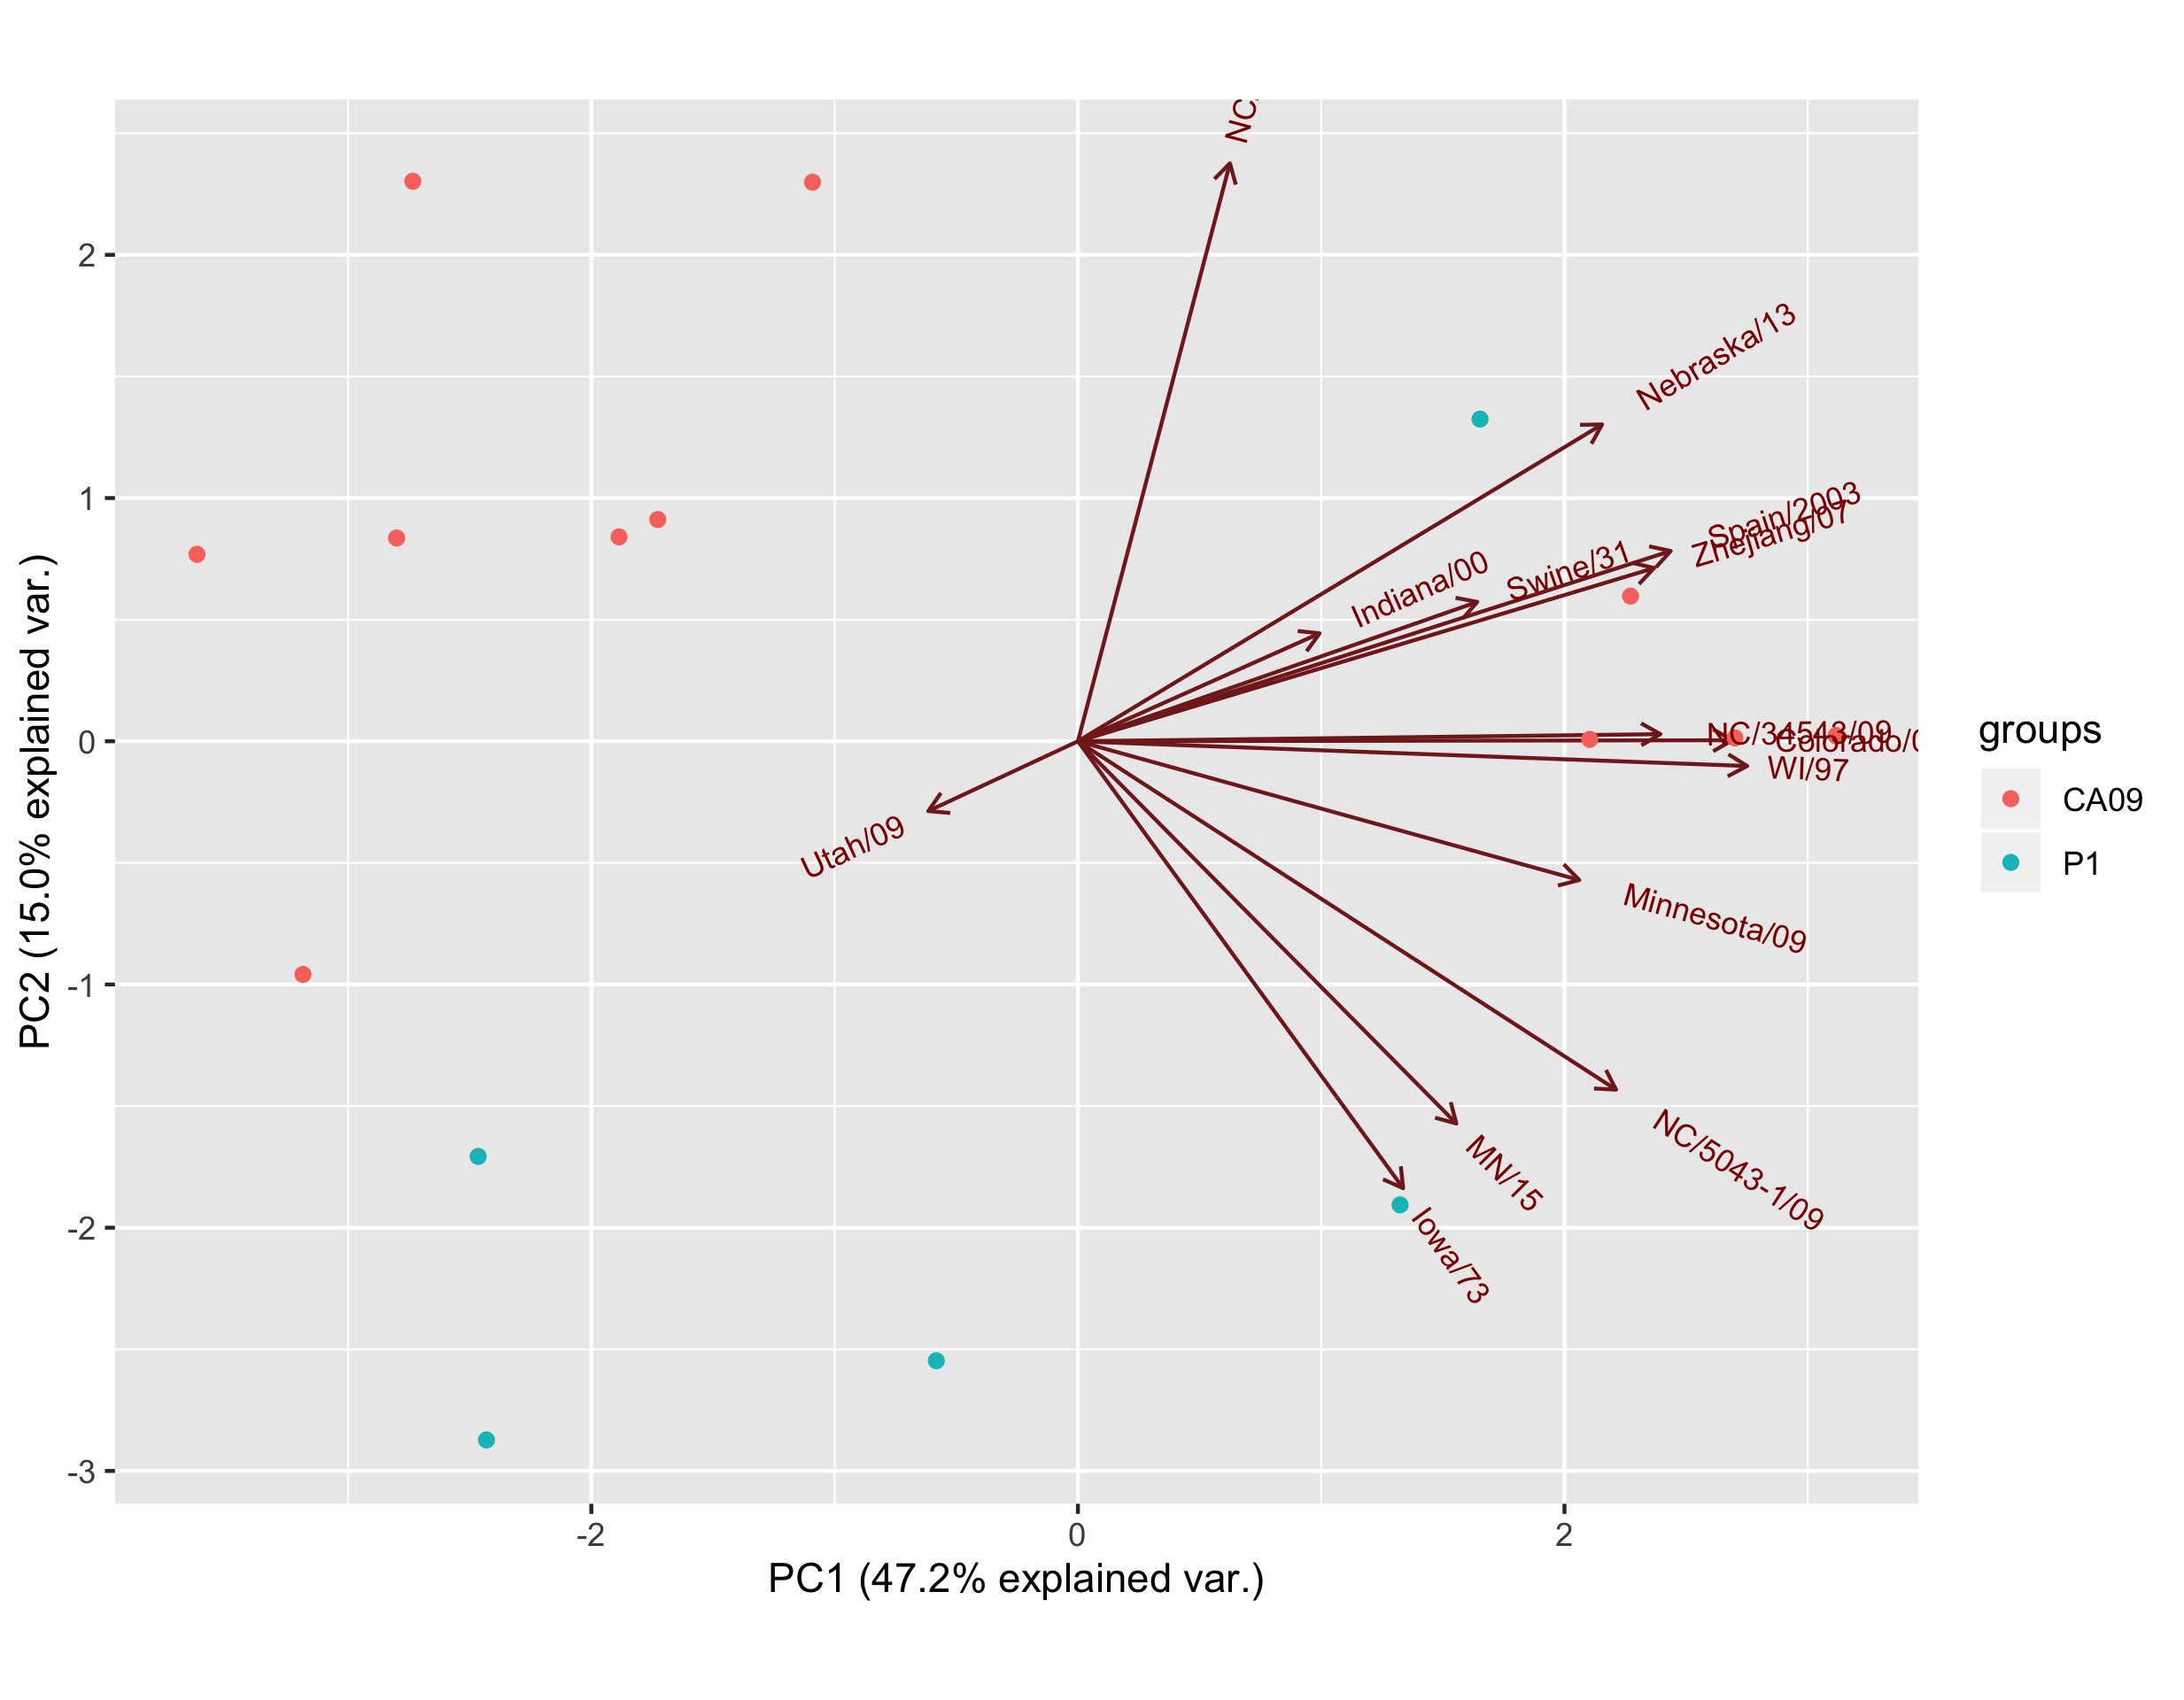 NC
Nebraska/13
Spain/2003
Zhejiang/07
Swine/31
Indiana/00
NC/34543/09
Colorado/
WI/97
Utah/09
Minnesota/09
NC/5043-1/09
MN/15
Iowa/73
2
1
0
-1
-2
-3
-2
0
2
PC1 (47.2% explained var.)
PC2 (15.0% explained var.)
groups
CA09
P1